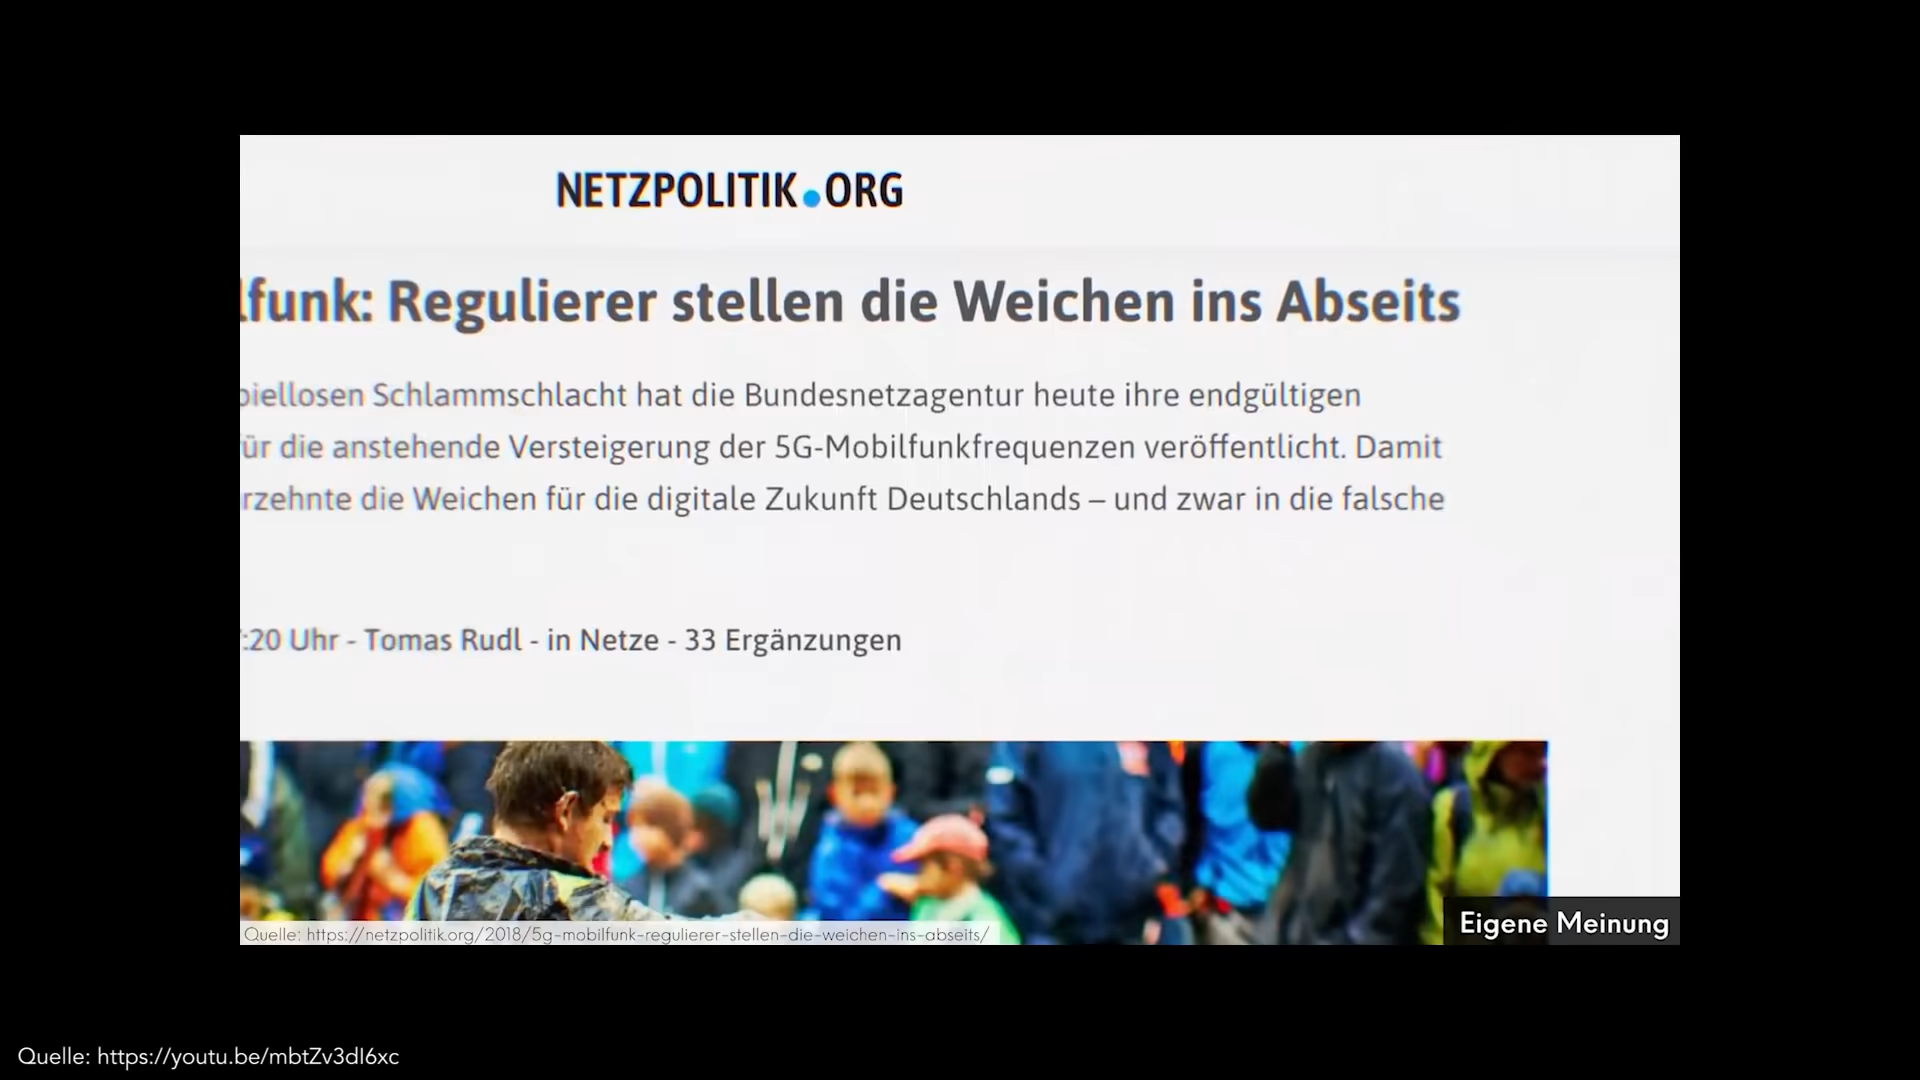 NETZPOLITIK.ORG
lfunk: Regulierer stellen die Weichen ins Abseits
piellosen Schlammschlacht hat die Bundesnetzagentur heute ihre endgültigen
für die anstehende Versteigerung der 5G-Mobilfunkfrequenzen veröffentlicht. Damit
rzehnte die Weichen für die digitale Zukunft Deutschlands – und zwar in die falsche
:20 Uhr - Tomas Rudl - in Netze - 33 Ergänzungen
Eigene Meinung
Quelle: https://netzpolitik.org/2018/5g-mobilfunk-regulierer-stellen-die-weichen-ins-abseits/
Quelle: https://youtu.be/mbtZv3dI6xc